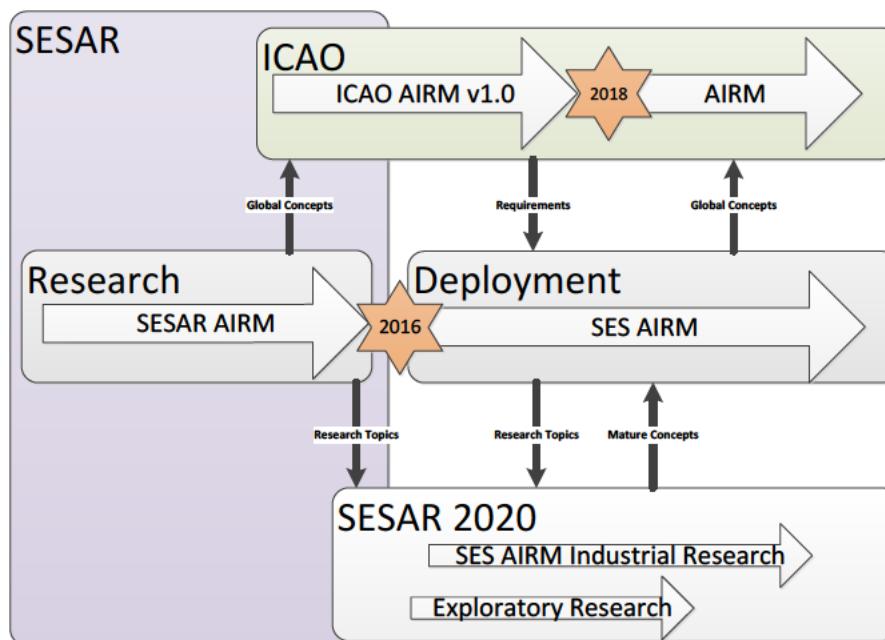 SESAR
ICAO
ICAO AIRM v1.0
2018
AIRM
Global Concepts
Requirements
Global Concepts
Research
Deployment
SESAR AIRM
2016
SES AIRM
Research Topics
Research Topics
Mature Concepts
SESAR 2020
SES AIRM Industrial Research
Exploratory Research